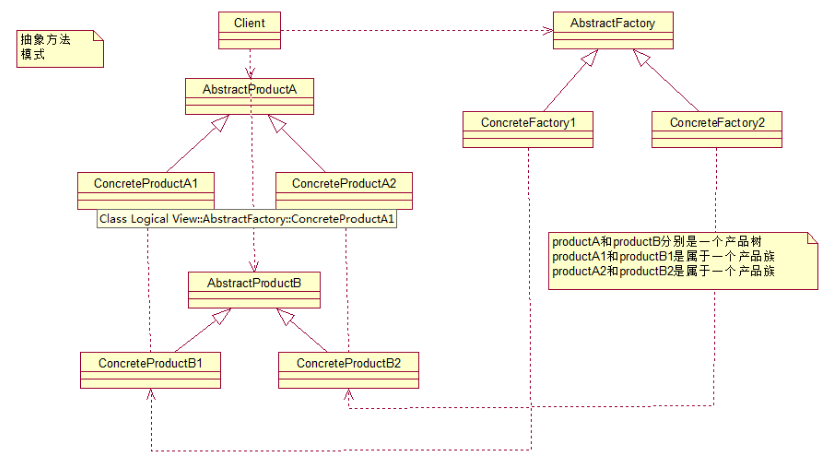 Client
AbstractFactory
抽象方法
模式
AbstractProductA
ConcreteFactory1
ConcreteFactory2
ConcreteProductA1
ConcreteProductA2
Class Logical View::AbstractFactory::ConcreteProductA1
productA和productB分别是一个产品树
productA1和productB1是属于一个产品族
productA2和productB2是属于一个产品族
AbstractProductB
ConcreteProductB1
ConcreteProductB2